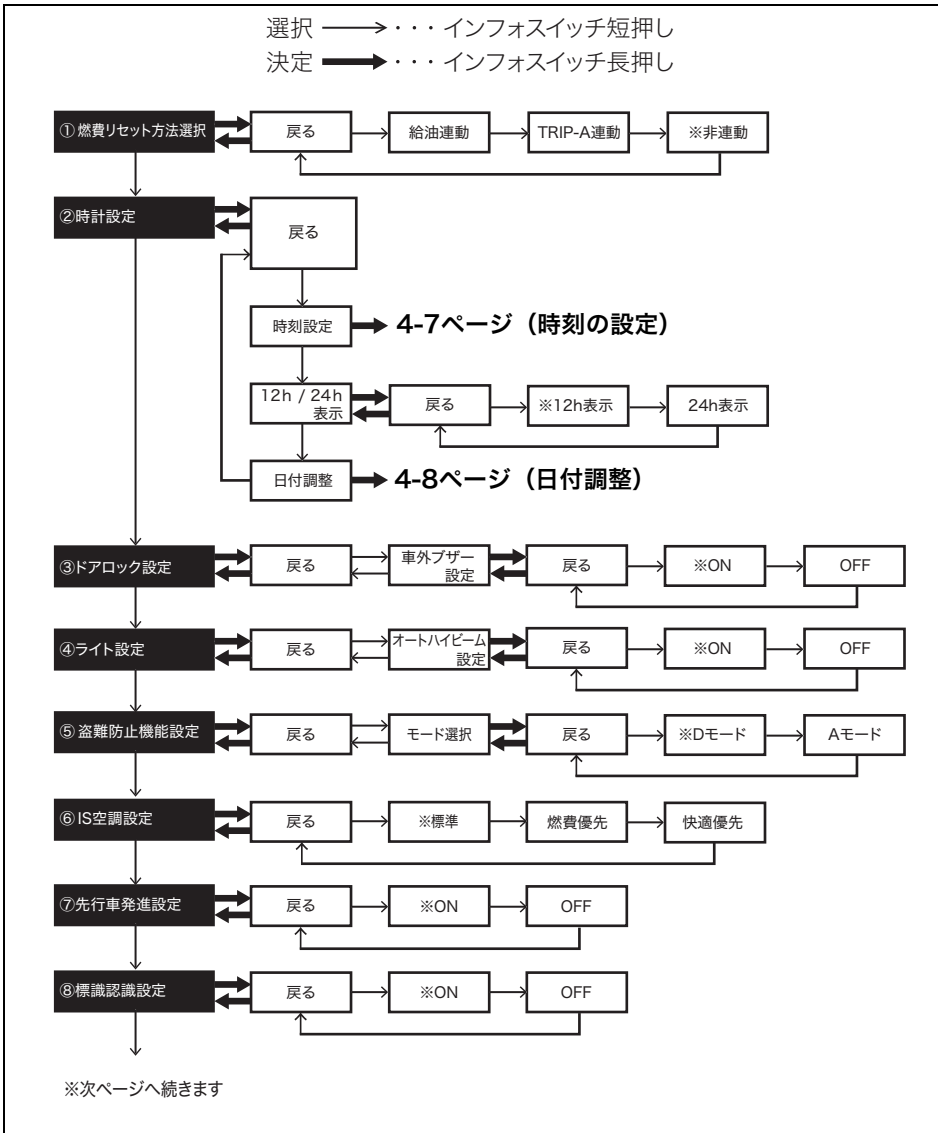 選択 ・・・インフォスイッチ短押し
決定 ・・・インフォスイッチ長押し
①燃費リセット方法選択 戻る 給油連動 TRIP-A連動 ※非連動
②時計設定
戻る
時刻設定 4-7ページ（時刻の設定）
12h / 24h
表示 戻る ※12h表示 24h表示
日付調整 4-8ページ（日付調整）
③ドアロック設定 戻る 車外ブザー
設定 戻る ※ON OFF
④ライト設定 戻る オートハイビーム
設定 戻る ※ON OFF
⑤盗難防止機能設定 戻る モード選択 戻る ※Dモード Aモード
⑥IS空調設定 戻る ※標準 燃費優先 快適優先
⑦先行車発進設定 戻る ※ON OFF
⑧標識認識設定 戻る ※ON OFF
※次ページへ続きます